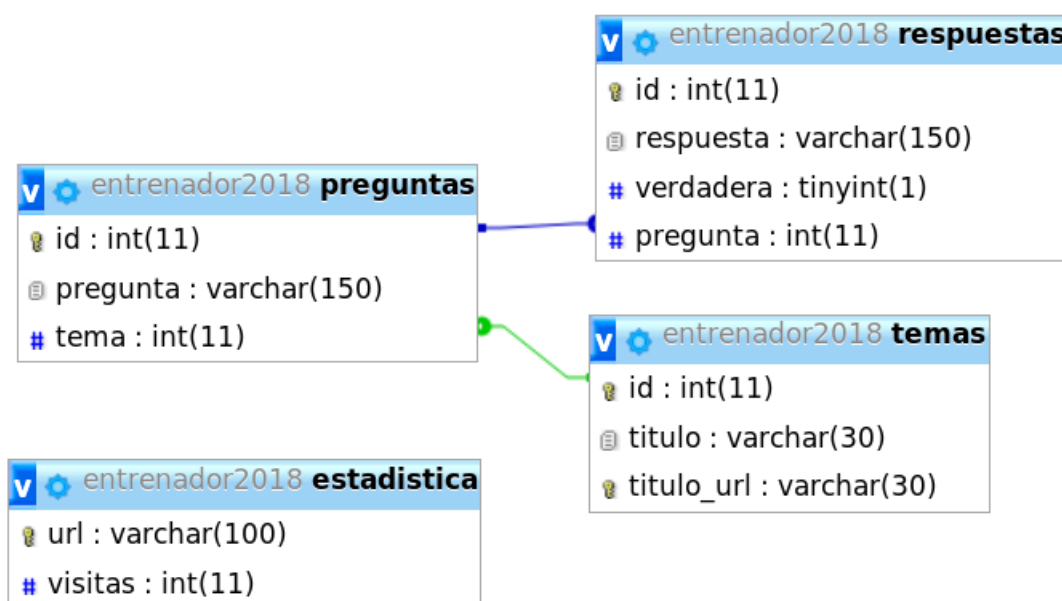 v entrenador2018 respuestas
id : int(11)
respuesta : varchar(150)
# verdadera : tinyint(1)
# pregunta : int(11)
v entrenador2018 preguntas
id : int(11)
pregunta : varchar(150)
# tema : int(11)
v entrenador2018 temas
id : int(11)
titulo : varchar(30)
titulo_url : varchar(30)
v entrenador2018 estadistica
url : varchar(100)
# visitas : int(11)